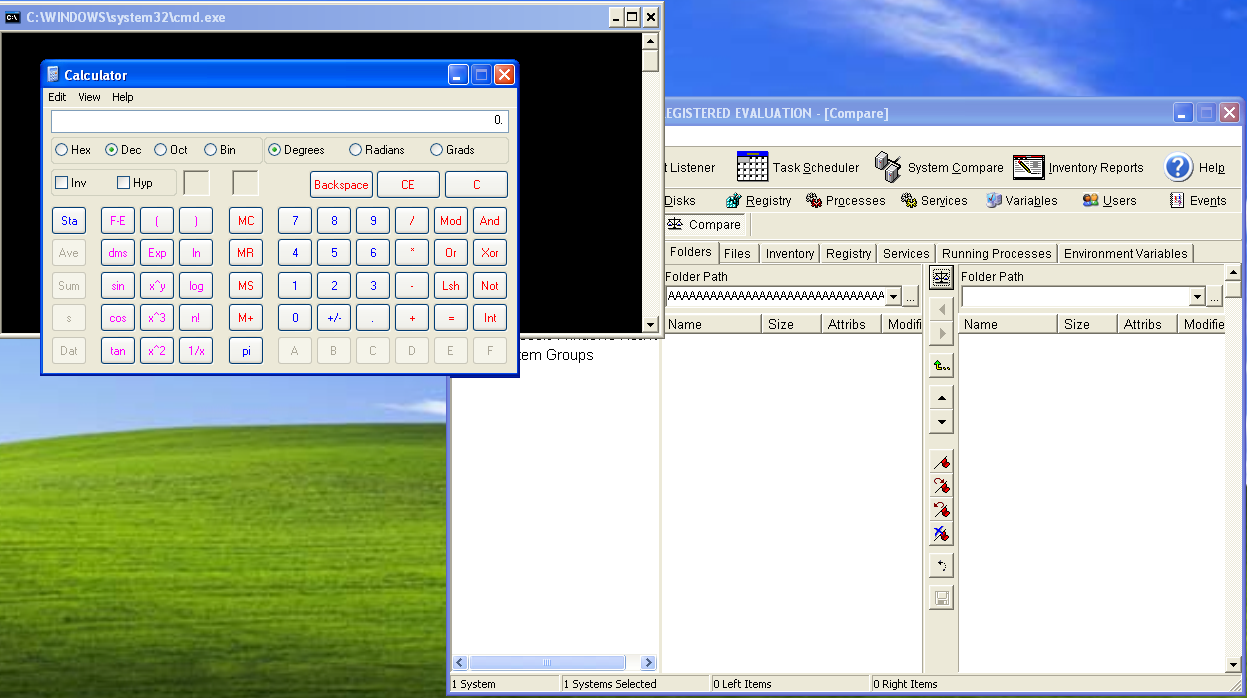 C:\WINDOWS\system32\cmd.exe
Calculator
Edit View Help
0.
Hex Dec Oct Bin Degrees Radians Grads
Inv Hyp Backspace CE C
Sta F-E ( ) MC 7 8 9 / Mod And
Ave dms Exp ln MR 4 5 6 * Or Xor
Sum sin x^y log MS 1 2 3 - Lsh Not
s cos x^3 n! M+ 0 +/- . + = Int
Dat tan x^2 1/x pi A B C D E F
EGISTERED EVALUATION - [Compare]
t Listener Task Scheduler System Compare Inventory Reports Help
Disks Registry Processes Services Variables Users Events
Compare
Folders Files Inventory Registry Services Running Processes Environment Variables
Folder Path Folder Path
AAAAAAAAAAAAAAAAAAAAAAAAAAA ... ...
Name Size Attribs Modifi Name Size Attribs Modifie
tem Groups
1 System 1 Systems Selected 0 Left Items 0 Right Items